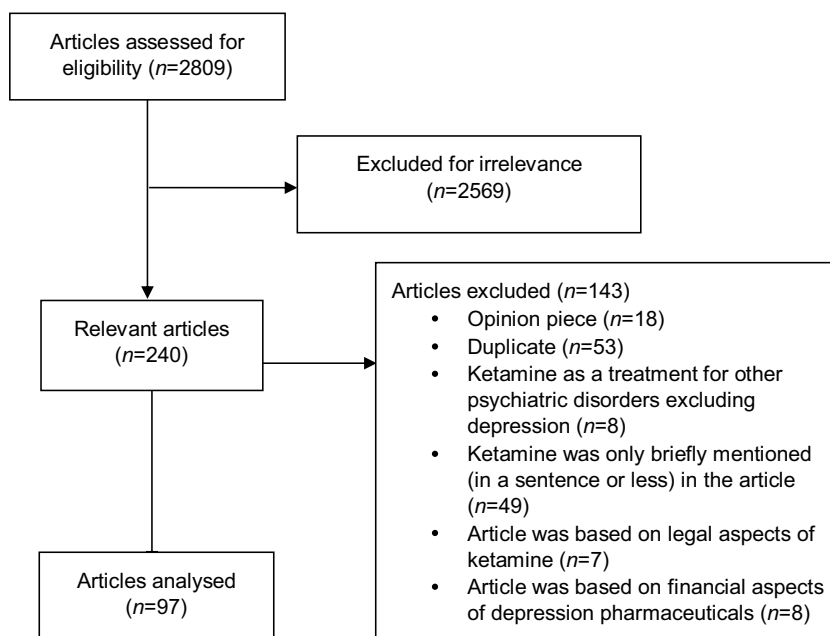 Articles assessed for
eligibility (n=2809)
Excluded for irrelevance
(n=2569)
Relevant articles
(n=240)
Articles excluded (n=143)
• Opinion piece (n=18)
• Duplicate (n=53)
• Ketamine as a treatment for other
psychiatric disorders excluding
depression (n=8)
• Ketamine was only briefly mentioned
(in a sentence or less) in the article
(n=49)
• Article was based on legal aspects of
ketamine (n=7)
• Article was based on financial aspects
of depression pharmaceuticals (n=8)
Articles analysed
(n=97)